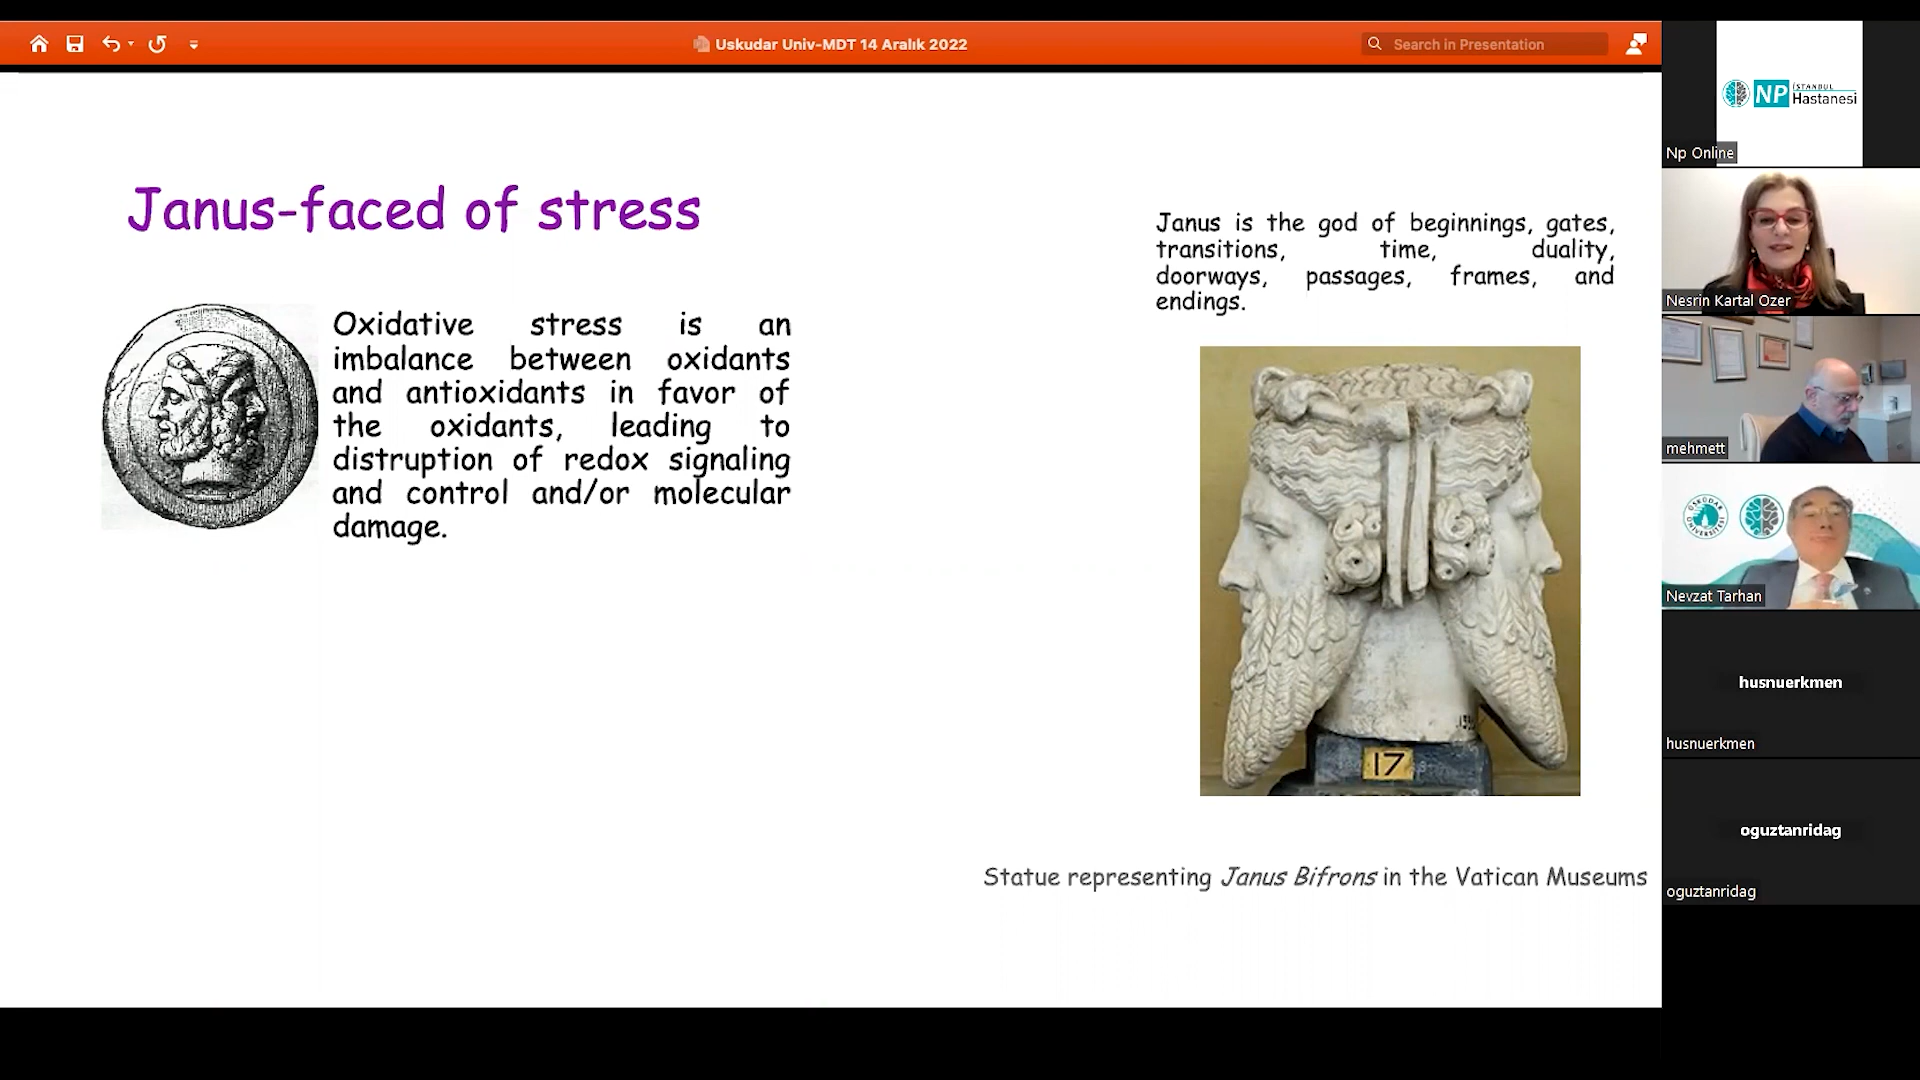 Uskudar Univ-MDT 14 Aralık 2022
Search in Presentation
Janus-faced of stress
Oxidative stress is an
imbalance between oxidants
and antioxidants in favor of
the oxidants, leading to
distruption of redox signaling
and control and/or molecular
damage.
Janus is the god of beginnings, gates,
transitions, time, duality,
doorways, passages, frames, and
endings.
17
Statue representing Janus Bifrons in the Vatican Museums
NP İSTANBUL
Hastanesi
Np Online
Nesrin Kartal Ozer
mehmett
ÜSKÜDAR
ÜNİVERSİTESİ
Nevzat Tarhan
husnuerkmen
husnuerkmen
oguztanridag
oguztanridag